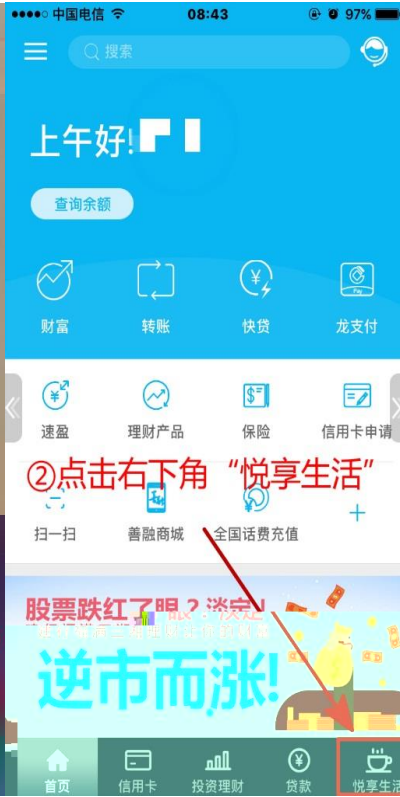 中国电信 08:43 97%
搜索
上午好!
查询余额
财富 转账 快贷 龙支付
速盈 理财产品 保险 信用卡申请
②点击右下角“悦享生活”
扫一扫 善融商城 全国话费充值
股票跌红了眼?淡定!
逆市而涨!
首页 信用卡 投资理财 贷款 悦享生活